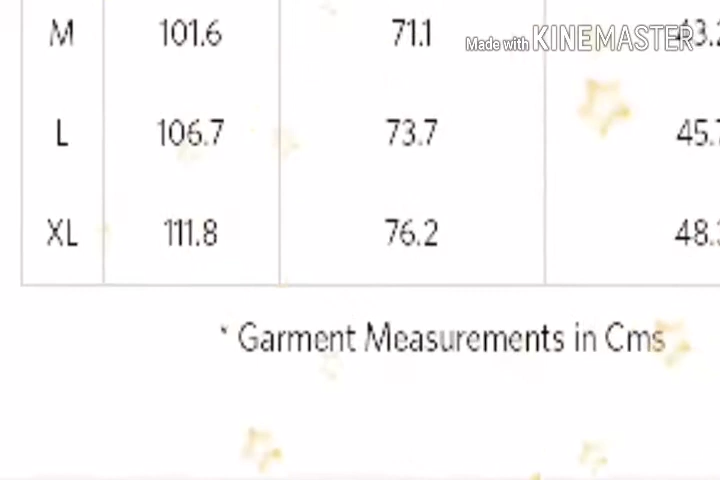 M 101.6 71.1
Made with KINEMASTER
L 106.7 73.7
XL 111.8 76.2
* Garment Measurements in Cms